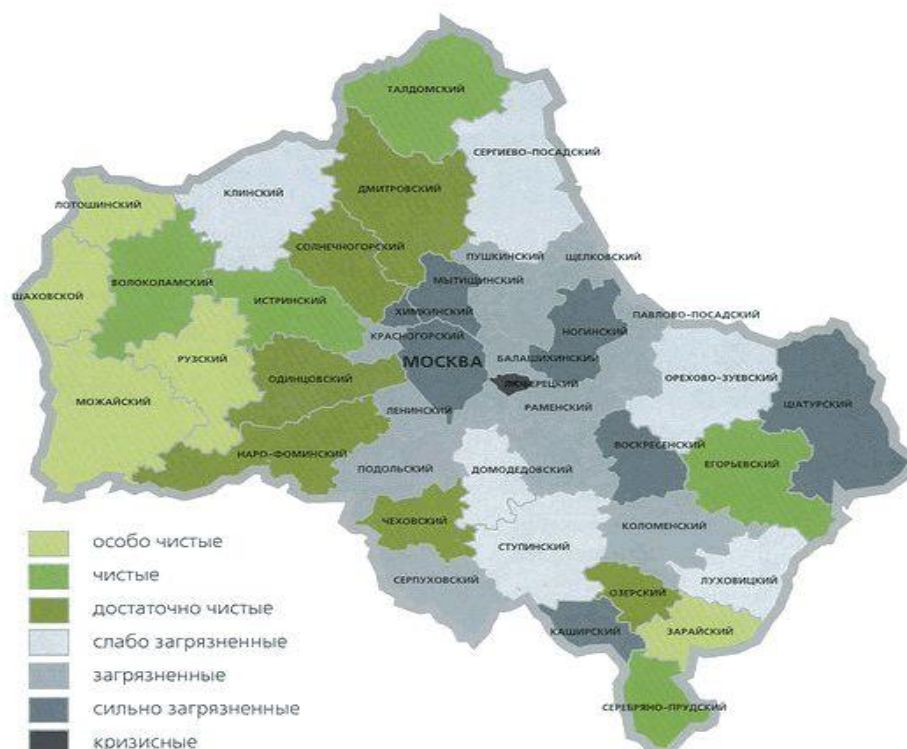 ТАЛДОМСКИЙ
СЕРГИЕВО-ПОСАДСКИЙ
КЛИНСКИЙ
ДМИТРОВСКИЙ
ЛОТОШИНСКИЙ
СОЛНЕЧНОГОРСКИЙ
ПУШКИНСКИЙ
ЩЕЛКОВСКИЙ
МЫТИЩИНСКИЙ
ВОЛОКОЛАМСКИЙ
ШАХОВСКОЙ
ИСТРИНСКИЙ
ХИМКИНСКИЙ
ПАВЛОВО-ПОСАДСКИЙ
НОГИНСКИЙ
КРАСНОГОРСКИЙ
РУЗСКИЙ
МОСКВА
БАЛАШИХИНСКИЙ
ОДИНЦОВСКИЙ
ЛЮБЕРЕЦКИЙ
ОРЕХОВО-ЗУЕВСКИЙ
МОЖАЙСКИЙ
ЛЕНИНСКИЙ
РАМЕНСКИЙ
ШАТУРСКИЙ
ВОСКРЕСЕНСКИЙ
НАРО-ФОМИНСКИЙ
ЕГОРЬЕВСКИЙ
ПОДОЛЬСКИЙ
ДОМОДЕДОВСКИЙ
ЧЕХОВСКИЙ
КОЛОМЕНСКИЙ
СТУПИНСКИЙ
СЕРПУХОВСКИЙ
ЛУХОВИЦКИЙ
ОЗЕРСКИЙ
КАШИРСКИЙ
ЗАРАЙСКИЙ
СЕРЕБРЯНО-ПРУДСКИЙ
особо чистые
чистые
достаточно чистые
слабо загрязненные
загрязненные
сильно загрязненные
кризисные